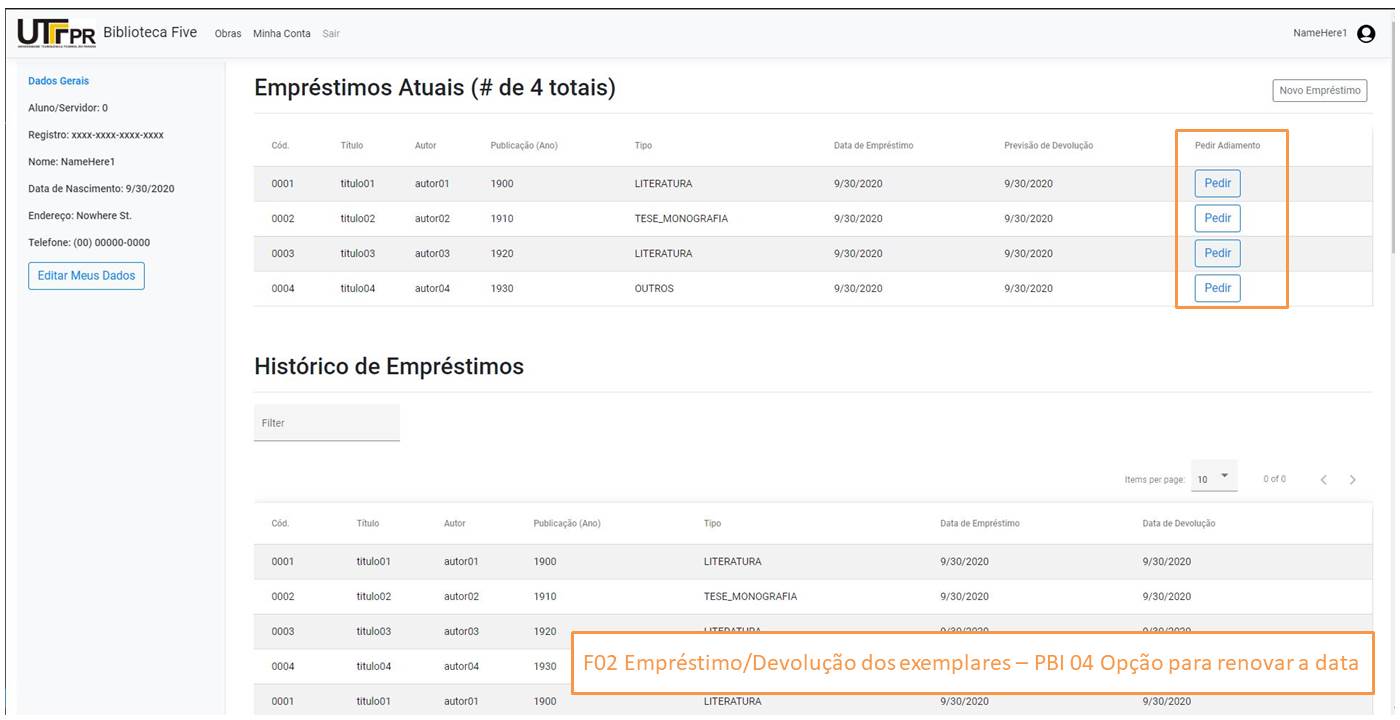 UTFPR Biblioteca Five Obras Minha Conta Sair NameHere1
Dados Gerais
Aluno/Servidor: 0
Registro: xxxx-xxxx-xxxx-xxxx
Nome: NameHere1
Data de Nascimento: 9/30/2020
Endereço: Nowhere St.
Telefone: (00) 00000-0000
Editar Meus Dados
Empréstimos Atuais (# de 4 totais)
Novo Empréstimo
Cód. Título Autor Publicação (Ano) Tipo Data de Empréstimo Previsão de Devolução Pedir Adiamento
0001 titulo01 autor01 1900 LITERATURA 9/30/2020 9/30/2020 Pedir
0002 titulo02 autor02 1910 TESE_MONOGRAFIA 9/30/2020 9/30/2020 Pedir
0003 titulo03 autor03 1920 LITERATURA 9/30/2020 9/30/2020 Pedir
0004 titulo04 autor04 1930 OUTROS 9/30/2020 9/30/2020 Pedir
Histórico de Empréstimos
Filter
Items per page: 10 0 of 0
Cód. Título Autor Publicação (Ano) Tipo Data de Empréstimo Data de Devolução
0001 titulo01 autor01 1900 LITERATURA 9/30/2020 9/30/2020
0002 titulo02 autor02 1910 TESE_MONOGRAFIA 9/30/2020 9/30/2020
0003 titulo03 autor03 1920 LITERATURA 9/30/2020 9/30/2020
0004 titulo04 autor04 1930
F02 Empréstimo/Devolução dos exemplares – PBI 04 Opção para renovar a data
0001 titulo01 autor01 1900 LITERATURA 9/30/2020 9/30/2020